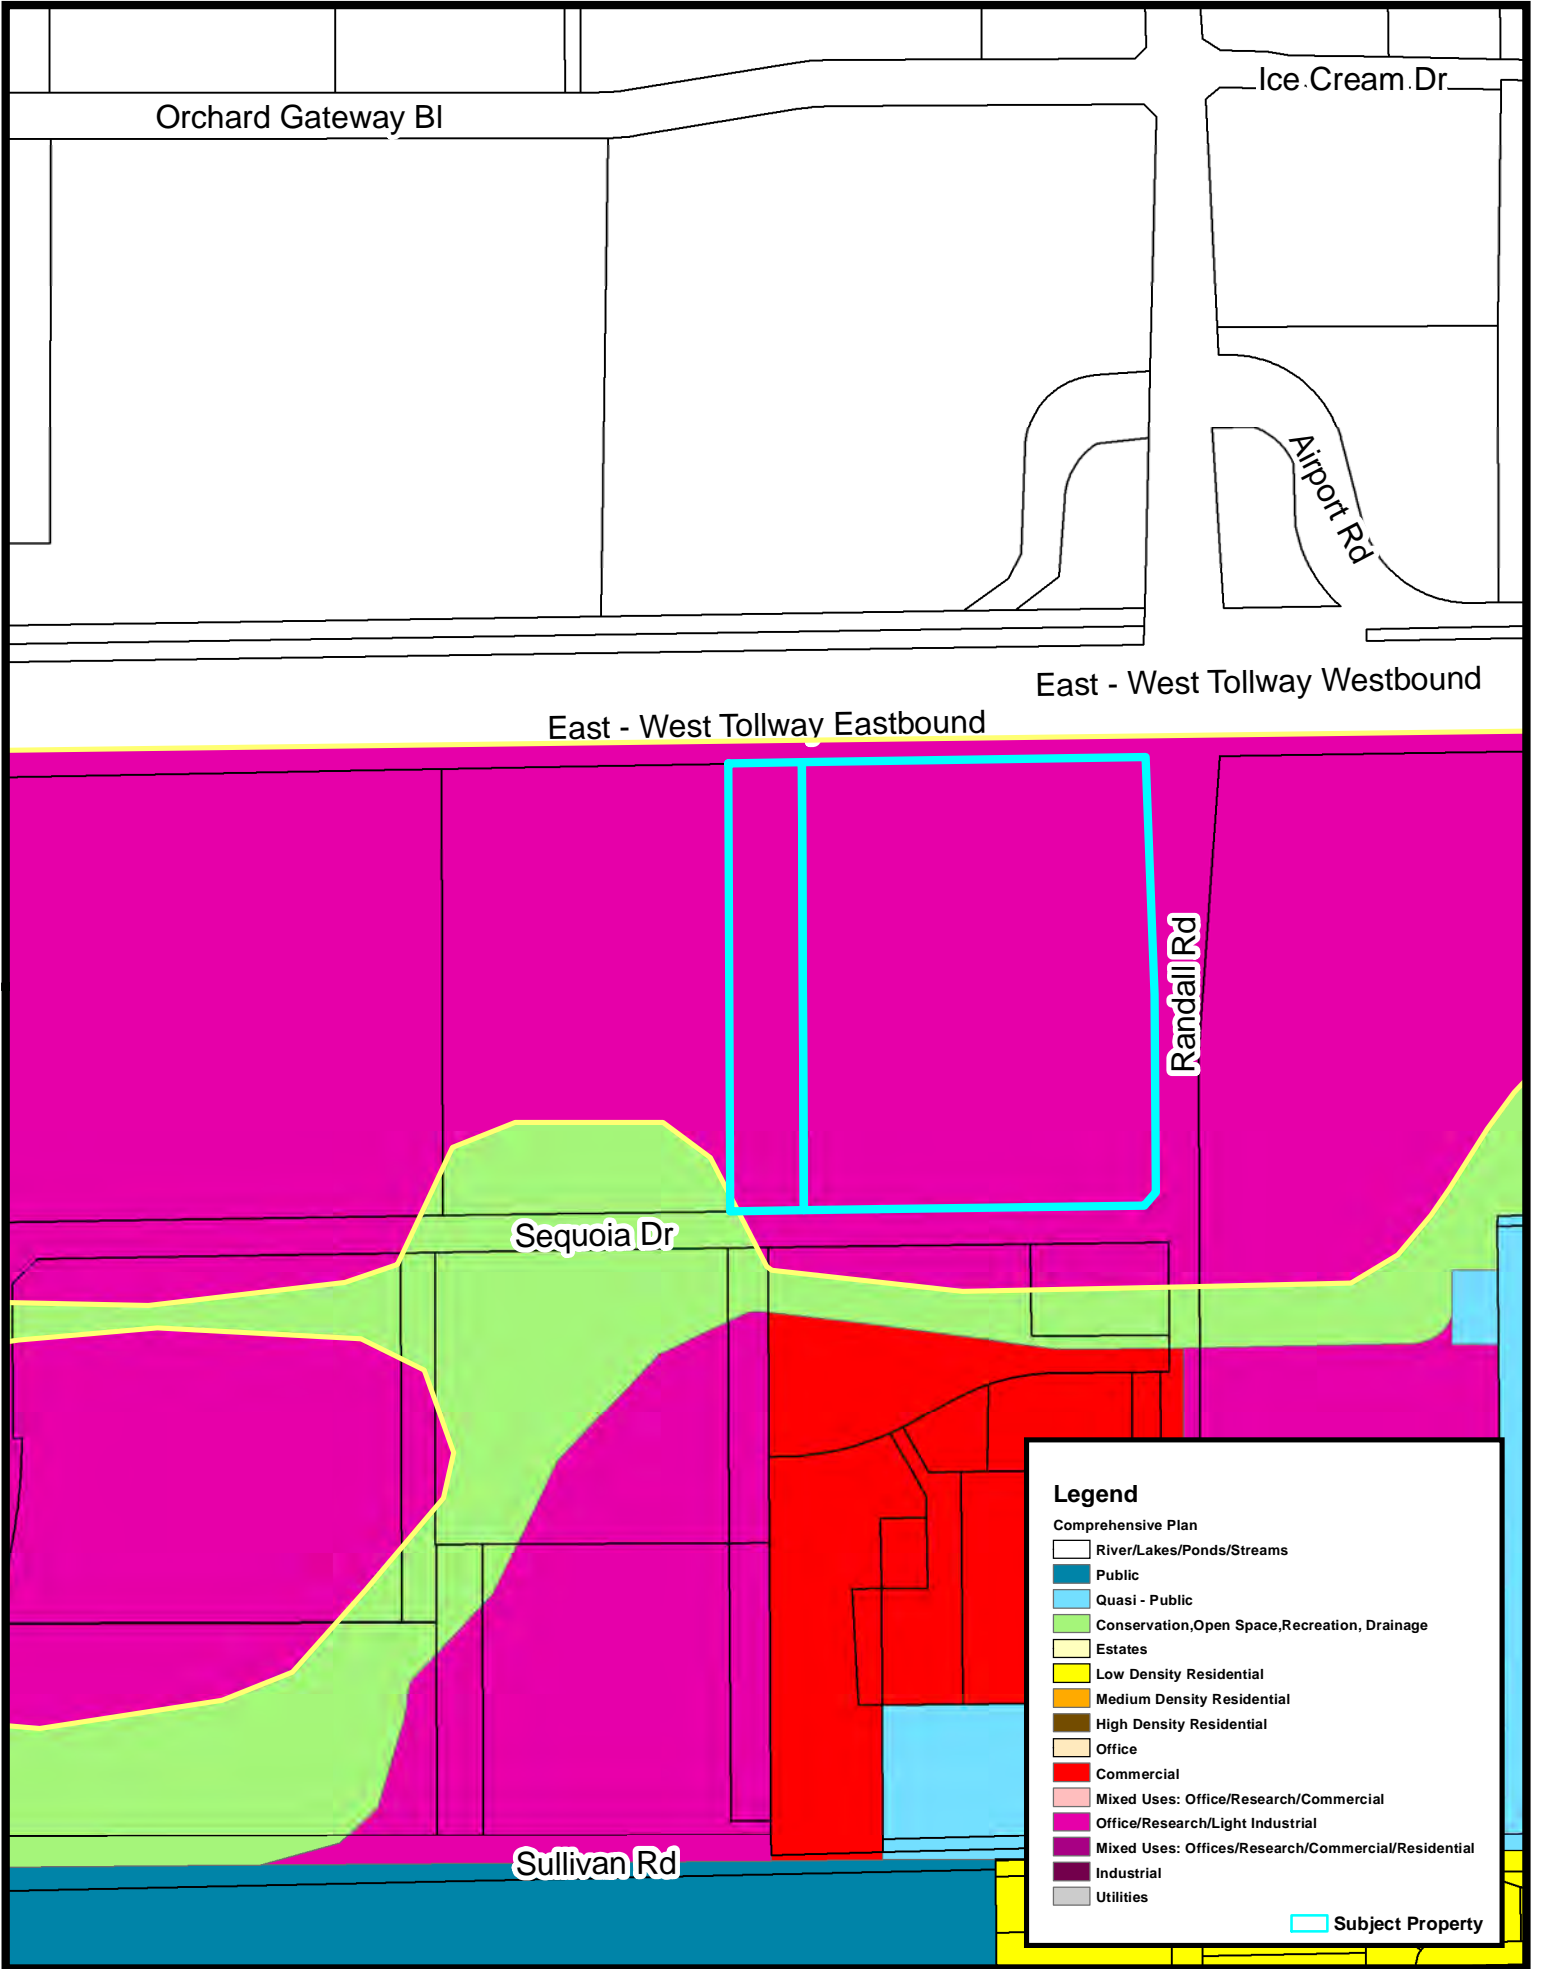 Ice Cream Dr
Orchard Gateway Bl
Airport Rd
East - West Tollway Westbound
East - West Tollway Eastbound
Randall Rd
Sequoia Dr
Sullivan Rd
Legend
Comprehensive Plan
River/Lakes/Ponds/Streams
Public
Quasi - Public
Conservation,Open Space,Recreation, Drainage
Estates
Low Density Residential
Medium Density Residential
High Density Residential
Office
Commercial
Mixed Uses: Office/Research/Commercial
Office/Research/Light Industrial
Mixed Uses: Offices/Research/Commercial/Residential
Industrial
Utilities
Subject Property